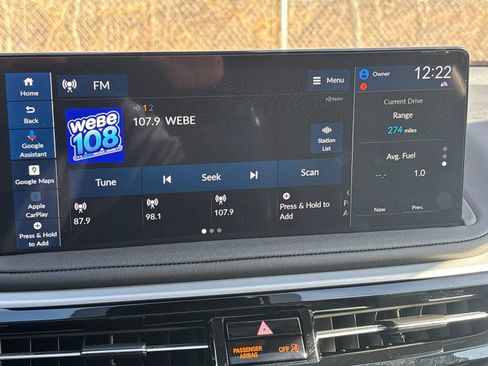 Home
Back
Google
Assistant
Google Maps
Apple
CarPlay
Press & Hold
to Add
FM
Menu
1 2
HD Radio
107.9 WEBE
webe
108
Station
List
Tune
Seek
Scan
87.9
98.1
107.9
Press & Hold to
Add
Owner
12:22
Current Drive
Range
274 miles
Avg. Fuel
--.-
1.0
Now
Prev.
PASSENGER
AIRBAG
OFF